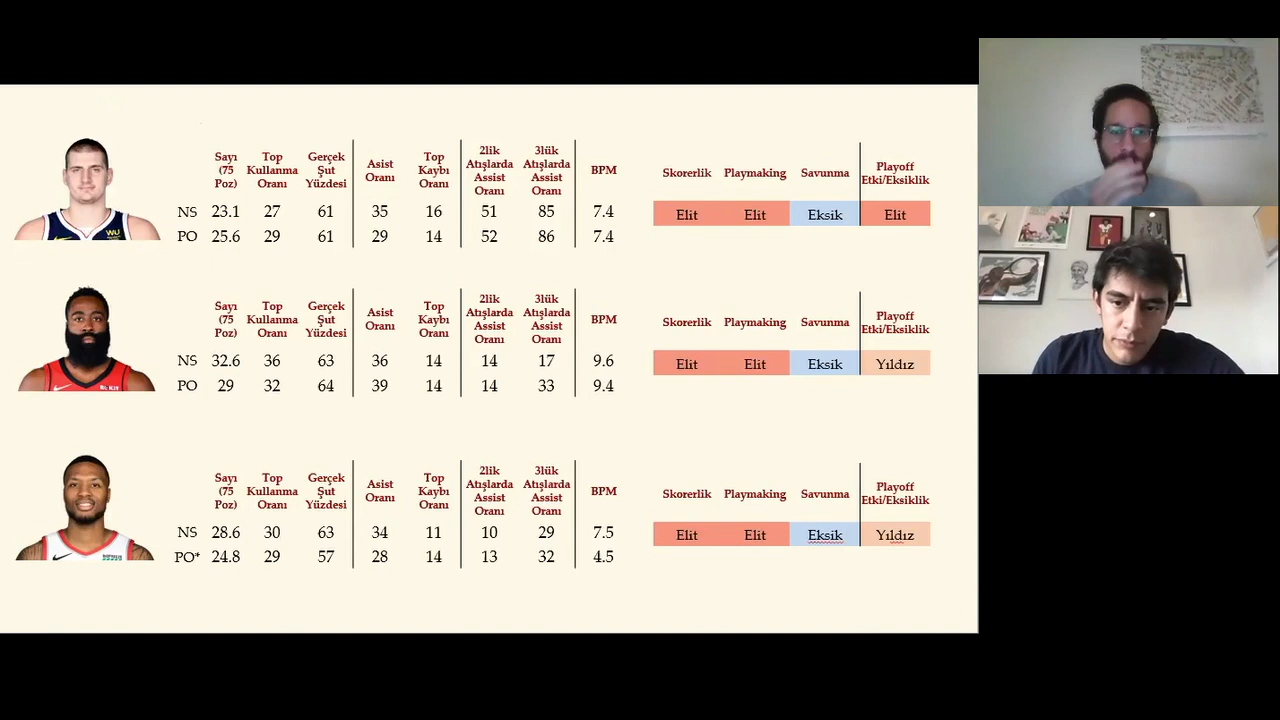 Sayı (75 Poz) Top Kullanma Oranı Gerçek Şut Yüzdesi Asist Oranı Top Kaybı Oranı 2lik Atışlarda Assist Oranı 3lük Atışlarda Assist Oranı BPM Skorerlik Playmaking Savunma Playoff Etki/Eksiklik
NS 23.1 27 61 35 16 51 85 7.4 Elit Elit Eksik Elit
PO 25.6 29 61 29 14 52 86 7.4
WU
Sayı (75 Poz) Top Kullanma Oranı Gerçek Şut Yüzdesi Asist Oranı Top Kaybı Oranı 2lik Atışlarda Assist Oranı 3lük Atışlarda Assist Oranı BPM Skorerlik Playmaking Savunma Playoff Etki/Eksiklik
NS 32.6 36 63 36 14 14 17 9.6 Elit Elit Eksik Yıldız
PO 29 32 64 39 14 14 33 9.4
Sayı (75 Poz) Top Kullanma Oranı Gerçek Şut Yüzdesi Asist Oranı Top Kaybı Oranı 2lik Atışlarda Assist Oranı 3lük Atışlarda Assist Oranı BPM Skorerlik Playmaking Savunma Playoff Etki/Eksiklik
NS 28.6 30 63 34 11 10 29 7.5 Elit Elit Eksik Yıldız
PO* 24.8 29 57 28 14 13 32 4.5